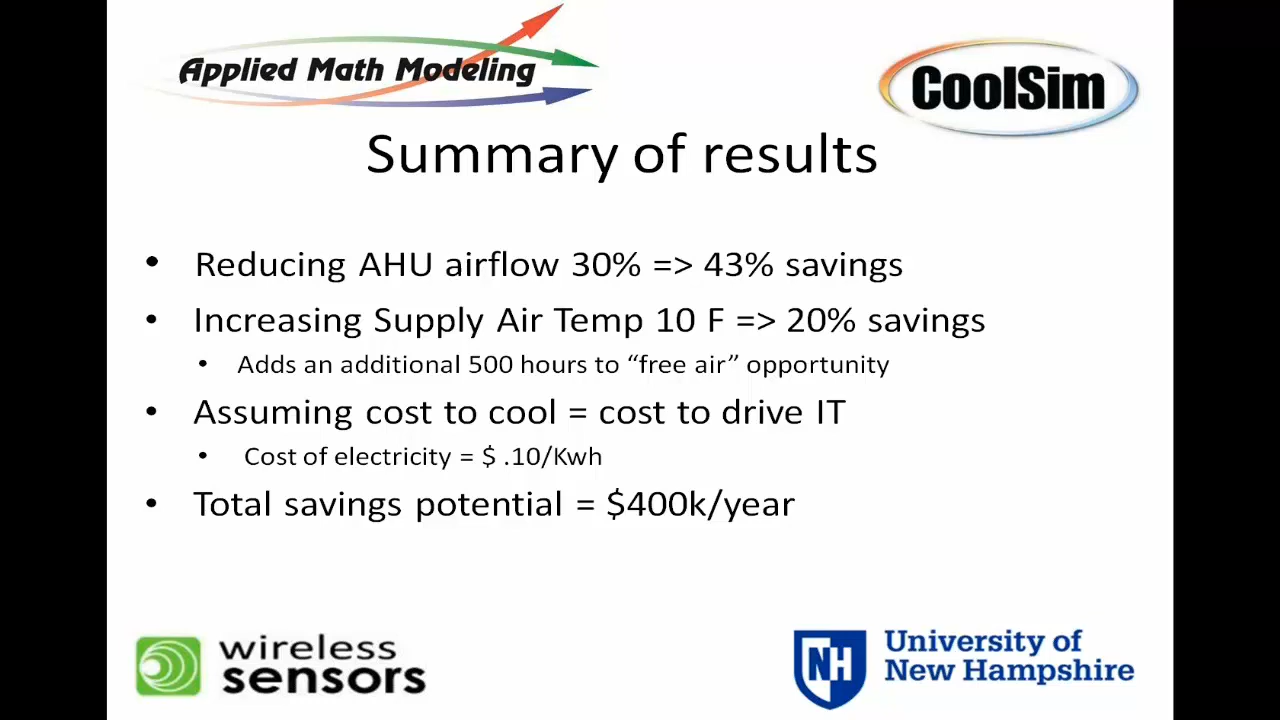 Applied Math Modeling
CoolSim
Summary of results
• Reducing AHU airflow 30% => 43% savings
• Increasing Supply Air Temp 10 F => 20% savings
• Adds an additional 500 hours to “free air” opportunity
• Assuming cost to cool = cost to drive IT
• Cost of electricity = $ .10/Kwh
• Total savings potential = $400k/year
wireless
sensors
NH
University of
New Hampshire